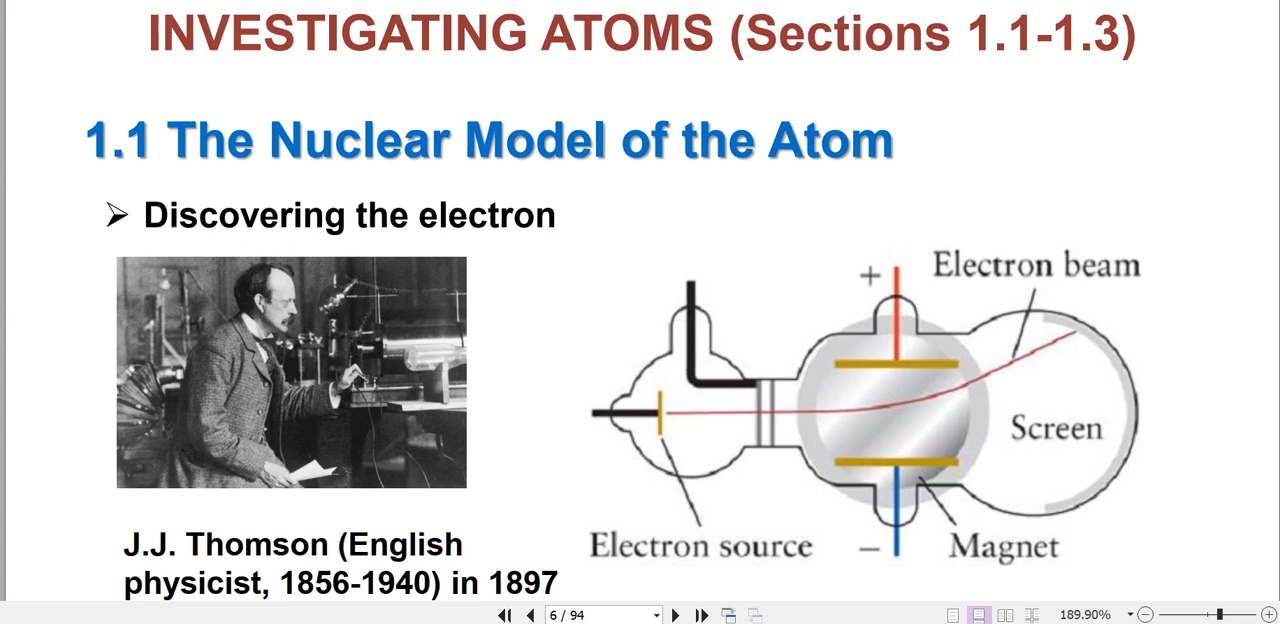 INVESTIGATING ATOMS (Sections 1.1-1.3)
1.1 The Nuclear Model of the Atom
➢ Discovering the electron
Electron beam
+
Screen
Electron source
−
Magnet
J.J. Thomson (English
physicist, 1856-1940) in 1897
6 / 94
189.90%